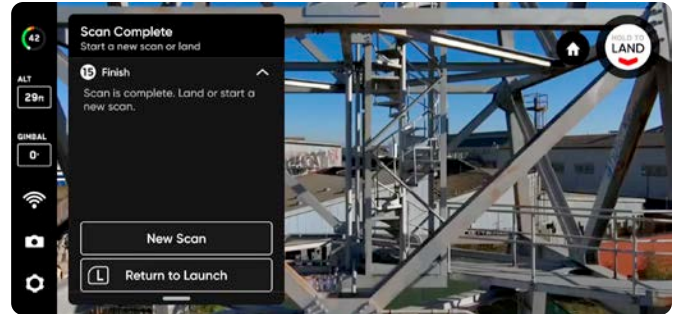 42
ALT
29ft
GIMBAL
0°
Scan Complete
Start a new scan or land
15 Finish
Scan is complete. Land or start a
new scan.
New Scan
L Return to Launch
HOLD TO
LAND